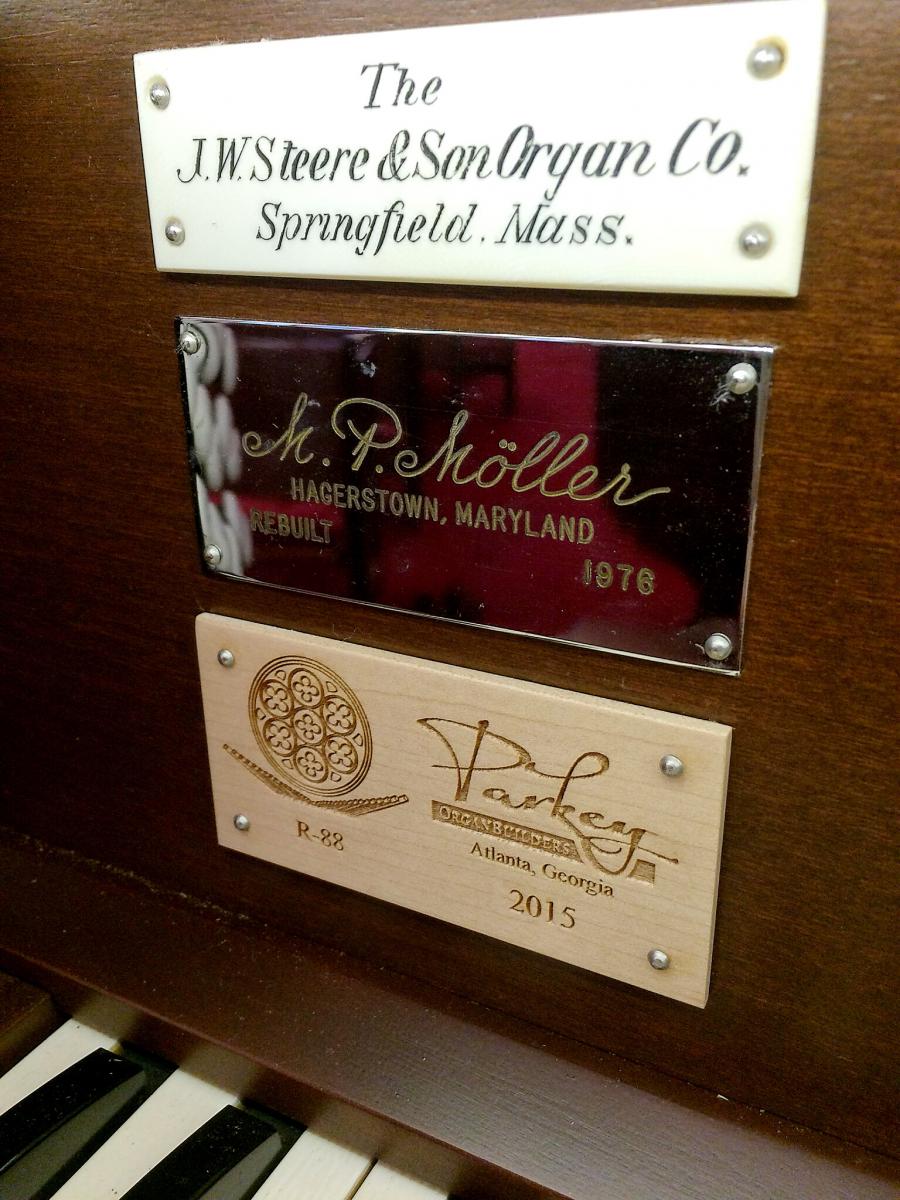 The
J.W. Steere & Son Organ Co.
Springfield. Mass.
M. P. Möller
HAGERSTOWN, MARYLAND
REBUILT
1976
Parkey
ORGANBUILDERS
R-88
Atlanta, Georgia
2015